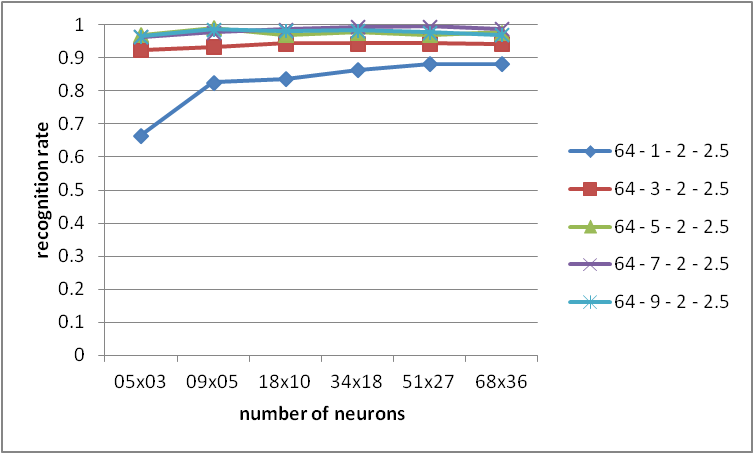 1
0.9
0.8
0.7
0.6
0.5
0.4
0.3
0.2
0.1
0
recognition rate
05x03 09x05 18x10 34x18 51x27 68x36
number of neurons
64 - 1 - 2 - 2.5
64 - 3 - 2 - 2.5
64 - 5 - 2 - 2.5
64 - 7 - 2 - 2.5
64 - 9 - 2 - 2.5